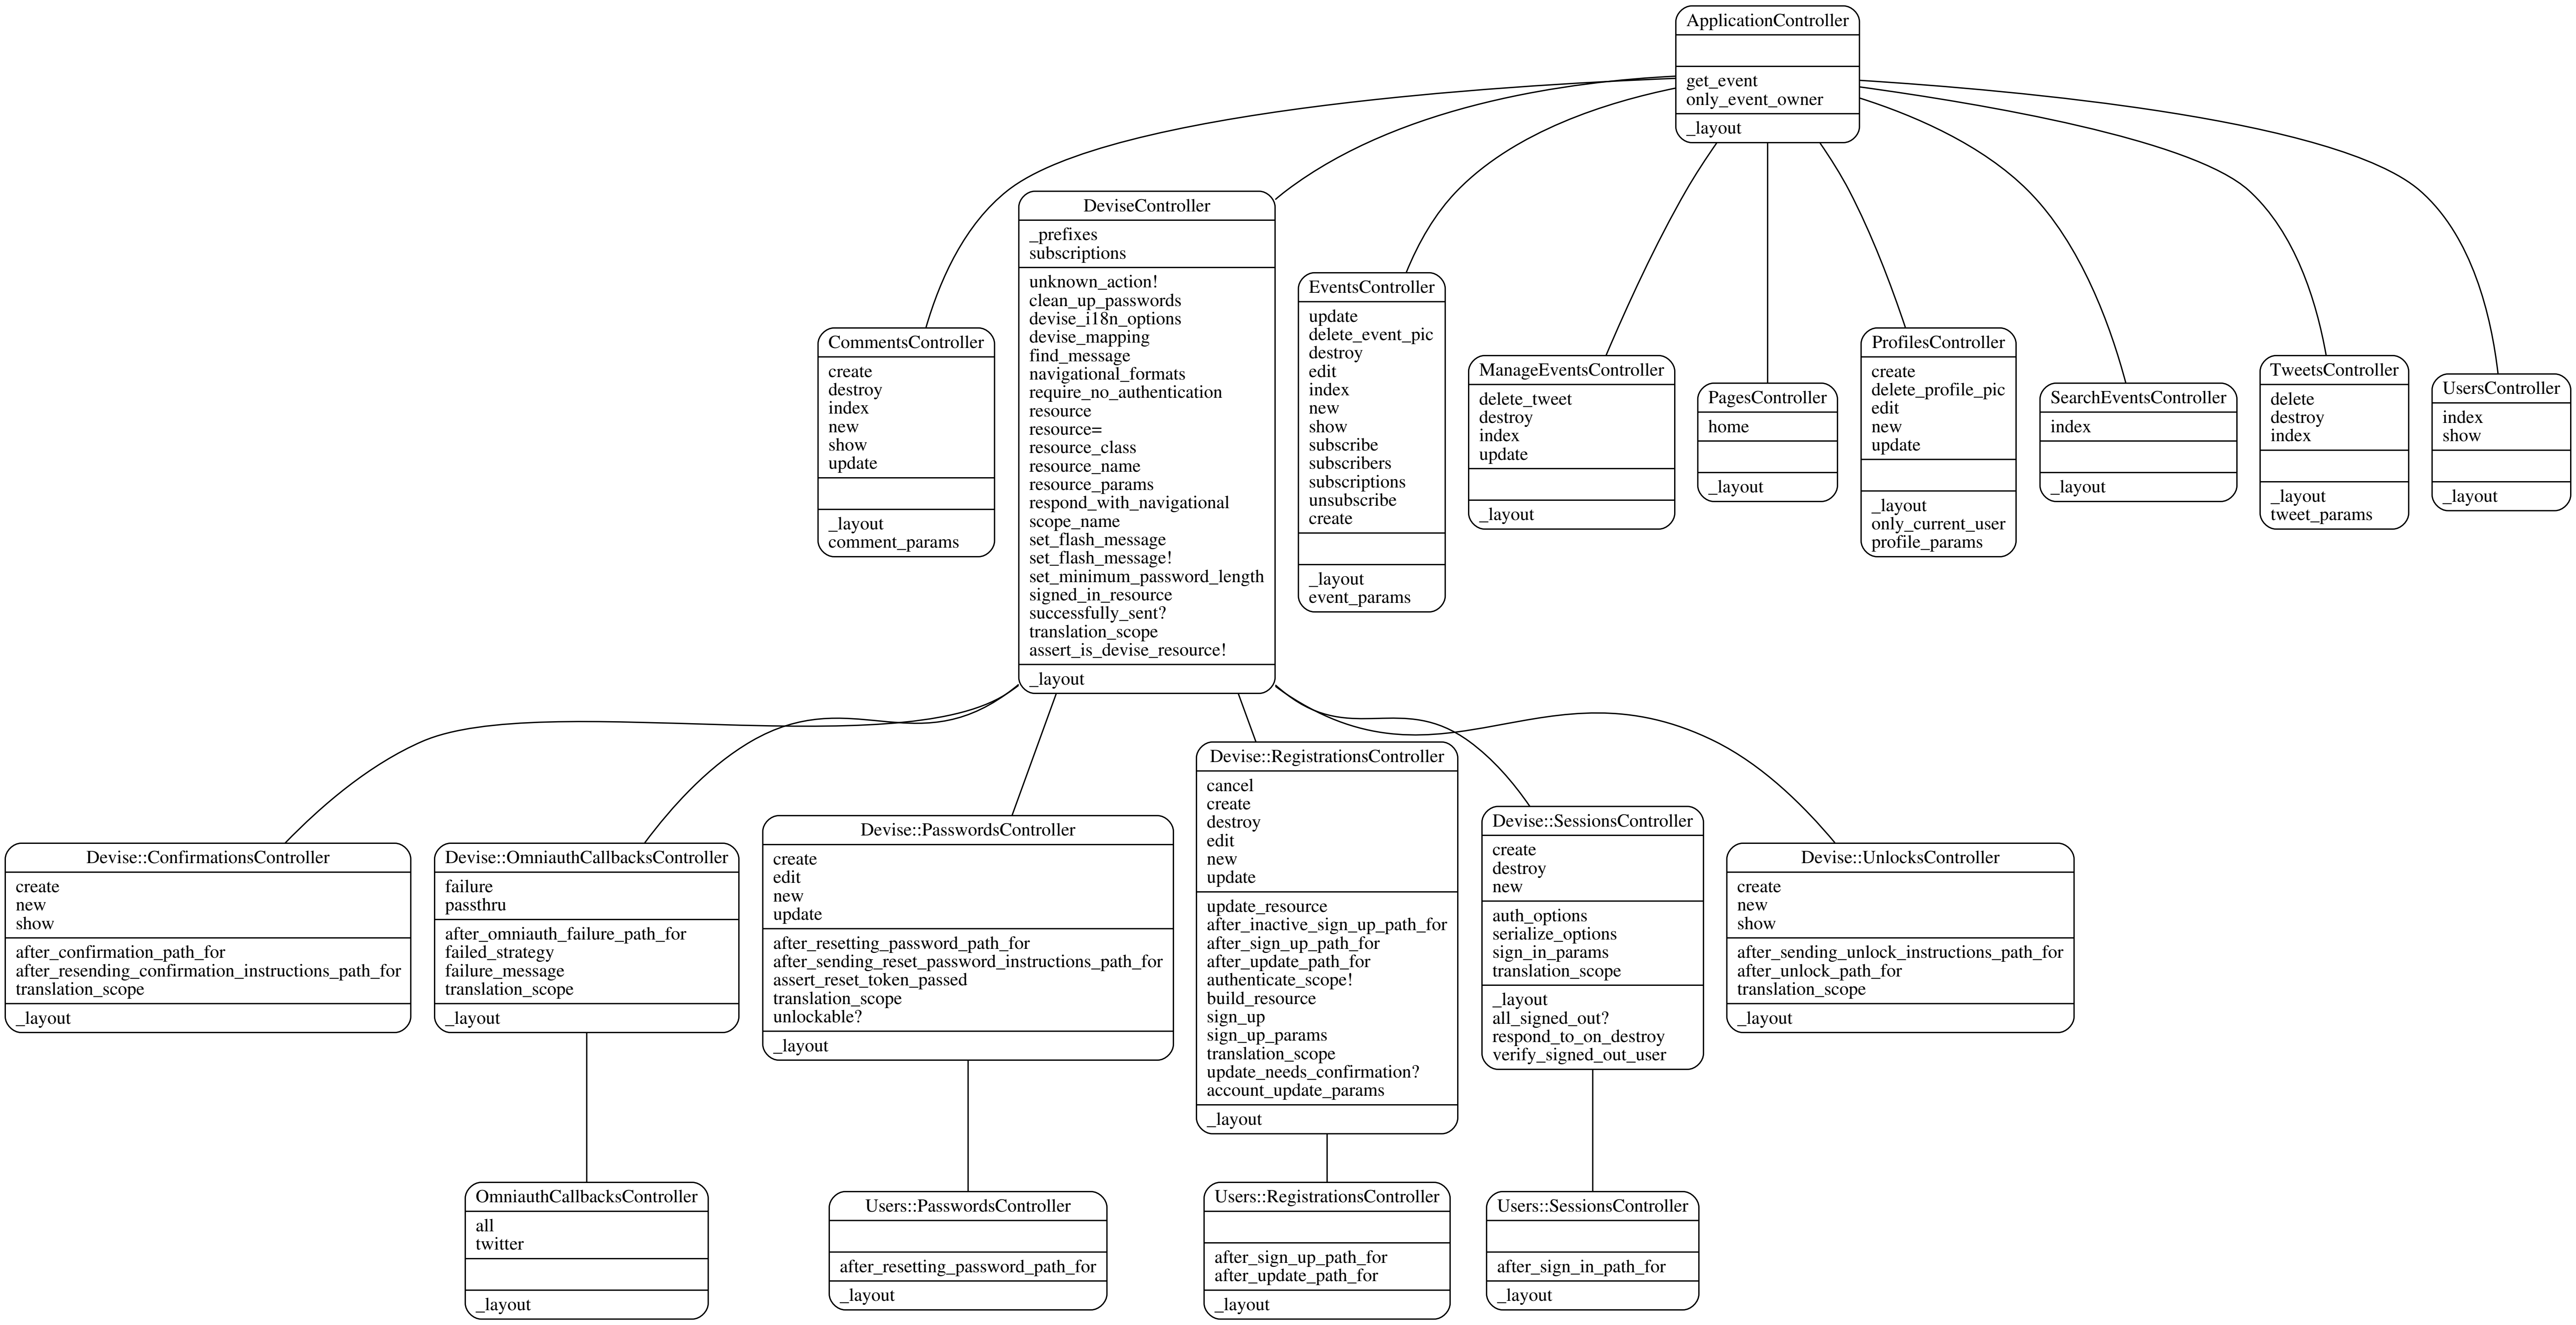 ApplicationController
get_event
only_event_owner
_layout
DeviseController
_prefixes
subscriptions
unknown_action!
clean_up_passwords
devise_i18n_options
devise_mapping
find_message
navigational_formats
require_no_authentication
resource
resource=
resource_class
resource_name
resource_params
respond_with_navigational
scope_name
set_flash_message
set_flash_message!
set_minimum_password_length
signed_in_resource
successfully_sent?
translation_scope
assert_is_devise_resource!
_layout
EventsController
update
delete_event_pic
destroy
edit
index
new
show
subscribe
subscribers
subscriptions
unsubscribe
create
_layout
event_params
CommentsController
create
destroy
index
new
show
update
_layout
comment_params
ManageEventsController
delete_tweet
destroy
index
update
_layout
PagesController
home
_layout
ProfilesController
create
delete_profile_pic
edit
new
update
_layout
only_current_user
profile_params
SearchEventsController
index
_layout
TweetsController
delete
destroy
index
_layout
tweet_params
UsersController
index
show
_layout
Devise::ConfirmationsController
create
new
show
after_confirmation_path_for
after_resending_confirmation_instructions_path_for
translation_scope
_layout
Devise::OmniauthCallbacksController
failure
passthru
after_omniauth_failure_path_for
failed_strategy
failure_message
translation_scope
_layout
Devise::PasswordsController
create
edit
new
update
after_resetting_password_path_for
after_sending_reset_password_instructions_path_for
assert_reset_token_passed
translation_scope
unlockable?
_layout
Devise::RegistrationsController
cancel
create
destroy
edit
new
update
update_resource
after_inactive_sign_up_path_for
after_sign_up_path_for
after_update_path_for
authenticate_scope!
build_resource
sign_up
sign_up_params
translation_scope
update_needs_confirmation?
account_update_params
_layout
Devise::SessionsController
create
destroy
new
auth_options
serialize_options
sign_in_params
translation_scope
_layout
all_signed_out?
respond_to_on_destroy
verify_signed_out_user
Devise::UnlocksController
create
new
show
after_sending_unlock_instructions_path_for
after_unlock_path_for
translation_scope
_layout
OmniauthCallbacksController
all
twitter
_layout
Users::PasswordsController
after_resetting_password_path_for
_layout
Users::RegistrationsController
after_sign_up_path_for
after_update_path_for
_layout
Users::SessionsController
after_sign_in_path_for
_layout